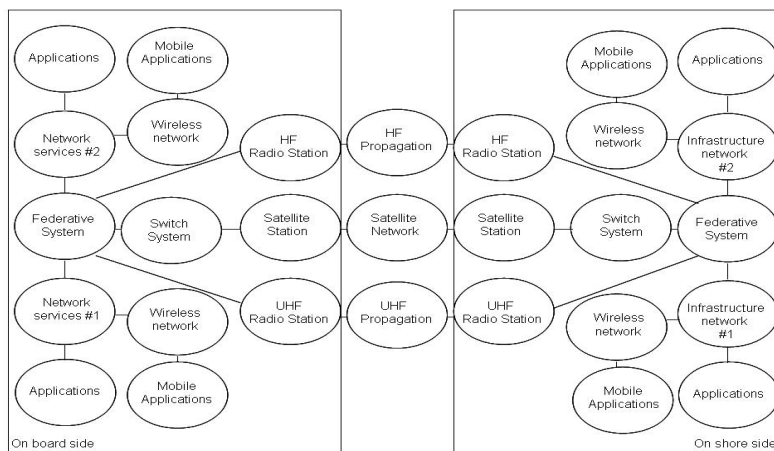 Applications
Mobile
Applications
Network
services #2
Wireless
network
HF
Radio Station
Federative
System
Switch
System
Satellite
Station
Network
services #1
Wireless
network
UHF
Radio Station
Applications
Mobile
Applications
On board side
HF
Propagation
Satellite
Network
UHF
Propagation
Mobile
Applications
Applications
Wireless
network
Infrastructure
network
#2
HF
Radio Station
Satellite
Station
Switch
System
Federative
System
UHF
Radio Station
Wireless
network
Infrastructure
network
#1
Mobile
Applications
Applications
On shore side